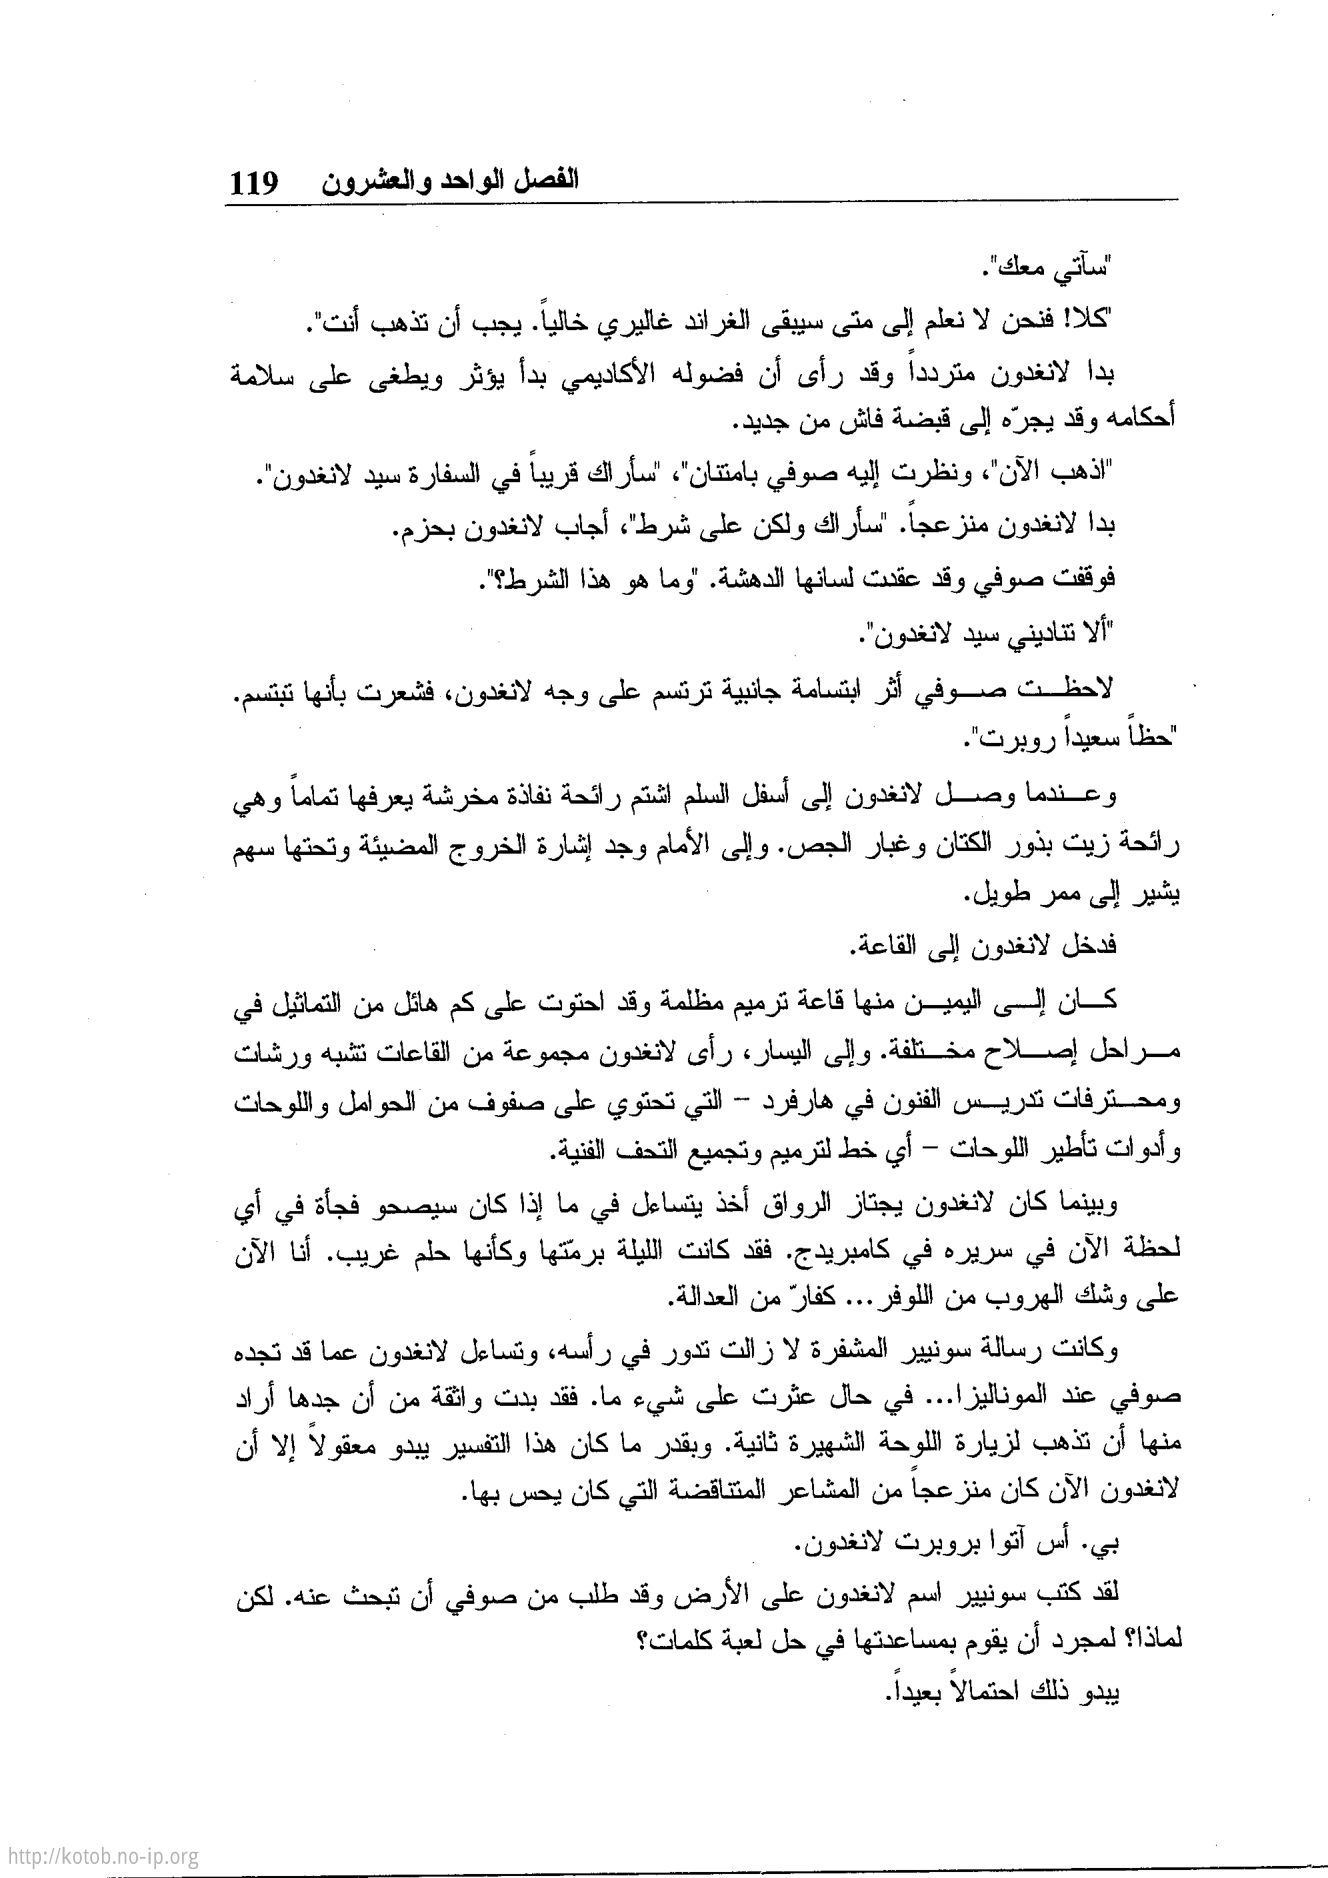 الفصل الواحد والعشرون 119
"سآتي معك".
"كلا! فنحن لا نعلم إلى متى سيبقى الغراند غاليري خالياً. يجب أن تذهب أنت".
بدا لانغدون متردداً وقد رأى أن فضوله الأكاديمي بدأ يؤثر ويطغى على سلامة
أحكامه وقد يجرّه إلى قبضة فاش من جديد.
"اذهب الآن"، ونظرت إليه صوفي بامتنان"، "سأراك قريباً في السفارة سيد لانغدون".
بدا لانغدون منزعجاً. "سأراك ولكن على شرط"، أجاب لانغدون بحزم.
فوقفت صوفي وقد عقدت لسانها الدهشة. "وما هو هذا الشرط؟".
"ألا تناديني سيد لانغدون".
لاحظت صوفي أثر ابتسامة جانبية ترتسم على وجه لانغدون، فشعرت بأنها تبتسم.
"حظاً سعيداً روبرت".
وعندما وصل لانغدون إلى أسفل السلم اشتم رائحة نفاذة مخرشة يعرفها تماماً وهي
رائحة زيت بذور الكتان وغبار الجص. وإلى الأمام وجد إشارة الخروج المضيئة وتحتها سهم
يشير إلى ممر طويل.
فدخل لانغدون إلى القاعة.
كان إلى اليمين منها قاعة ترميم مظلمة وقد احتوت على كم هائل من التماثيل في
مراحل إصلاح مختلفة. وإلى اليسار، رأى لانغدون مجموعة من القاعات تشبه ورشات
ومحترفات تدريس الفنون في هارفرد – التي تحتوي على صفوف من الحوامل واللوحات
وأدوات تأطير اللوحات – أي خط لترميم وتجميع التحف الفنية.
وبينما كان لانغدون يجتاز الرواق أخذ يتساءل في ما إذا كان سيصحو فجأة في أي
لحظة الآن في سريره في كامبريدج. فقد كانت الليلة برمّتها وكأنها حلم غريب. أنا الآن
على وشك الهروب من اللوفر... كفارّ من العدالة.
وكانت رسالة سونيير المشفرة لا زالت تدور في رأسه، وتساءل لانغدون عما قد تجده
صوفي عند الموناليزا... في حال عثرت على شيء ما. فقد بدت واثقة من أن جدها أراد
منها أن تذهب لزيارة اللوحة الشهيرة ثانية. وبقدر ما كان هذا التفسير يبدو معقولاً إلا أن
لانغدون الآن كان منزعجاً من المشاعر المتناقضة التي كان يحس بها.
بي. أس آتوا بروبرت لانغدون.
لقد كتب سونيير اسم لانغدون على الأرض وقد طلب من صوفي أن تبحث عنه. لكن
لماذا؟ لمجرد أن يقوم بمساعدتها في حل لعبة كلمات؟
يبدو ذلك احتمالاً بعيداً.
http://kotob.no-ip.org